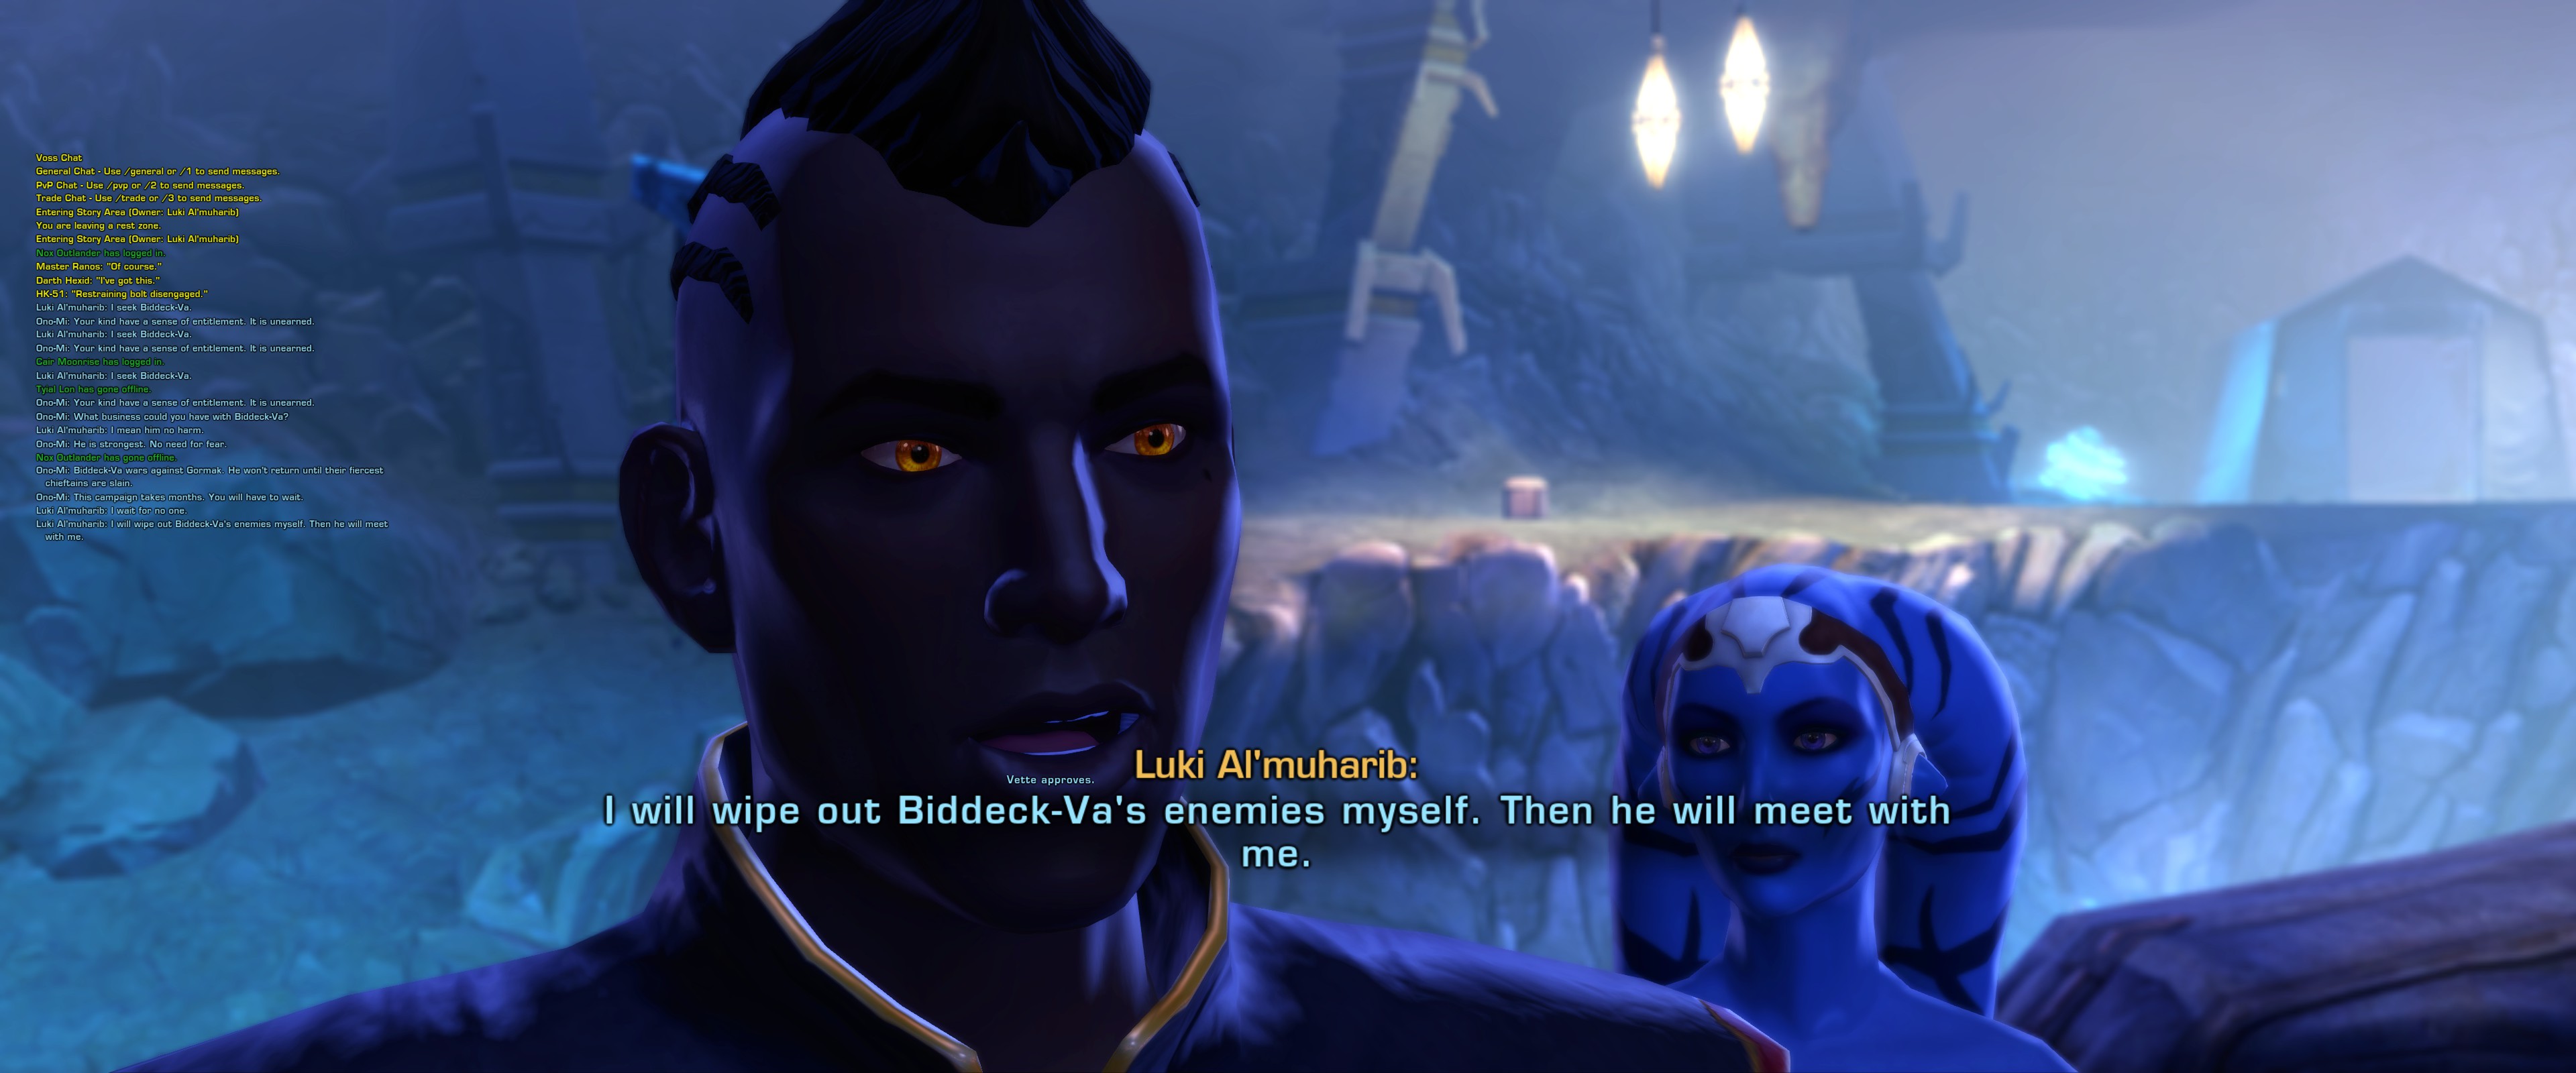 Voss Chat
General Chat - Use /general or /1 to send messages.
PvP Chat - Use /pvp or /2 to send messages.
Trade Chat - Use /trade or /3 to send messages.
Entering Story Area (Owner: Luki Al'muharib)
You are leaving a rest zone.
Entering Story Area (Owner: Luki Al'muharib)
Nox Outlander has logged in.
Master Ranos: "Of course."
Darth Hexid: "I've got this."
HK-51: "Restraining bolt disengaged."
Luki Al'muharib: I seek Biddeck-Va.
Ono-Mi: Your kind have a sense of entitlement. It is unearned.
Luki Al'muharib: I seek Biddeck-Va.
Ono-Mi: Your kind have a sense of entitlement. It is unearned.
Cair Moonrise has logged in.
Luki Al'muharib: I seek Biddeck-Va.
Tyial Lon has gone offline.
Ono-Mi: Your kind have a sense of entitlement. It is unearned.
Ono-Mi: What business could you have with Biddeck-Va?
Luki Al'muharib: I mean him no harm.
Ono-Mi: He is strongest. No need for fear.
Nox Outlander has gone offline.
Ono-Mi: Biddeck-Va wars against Gormak. He won't return until their fiercest
chieftains are slain.
Ono-Mi: This campaign takes months. You will have to wait.
Luki Al'muharib: I wait for no one.
Luki Al'muharib: I will wipe out Biddeck-Va's enemies myself. Then he will meet
with me.
Luki Al'muharib:
Vette approves.
I will wipe out Biddeck-Va's enemies myself. Then he will meet with
me.